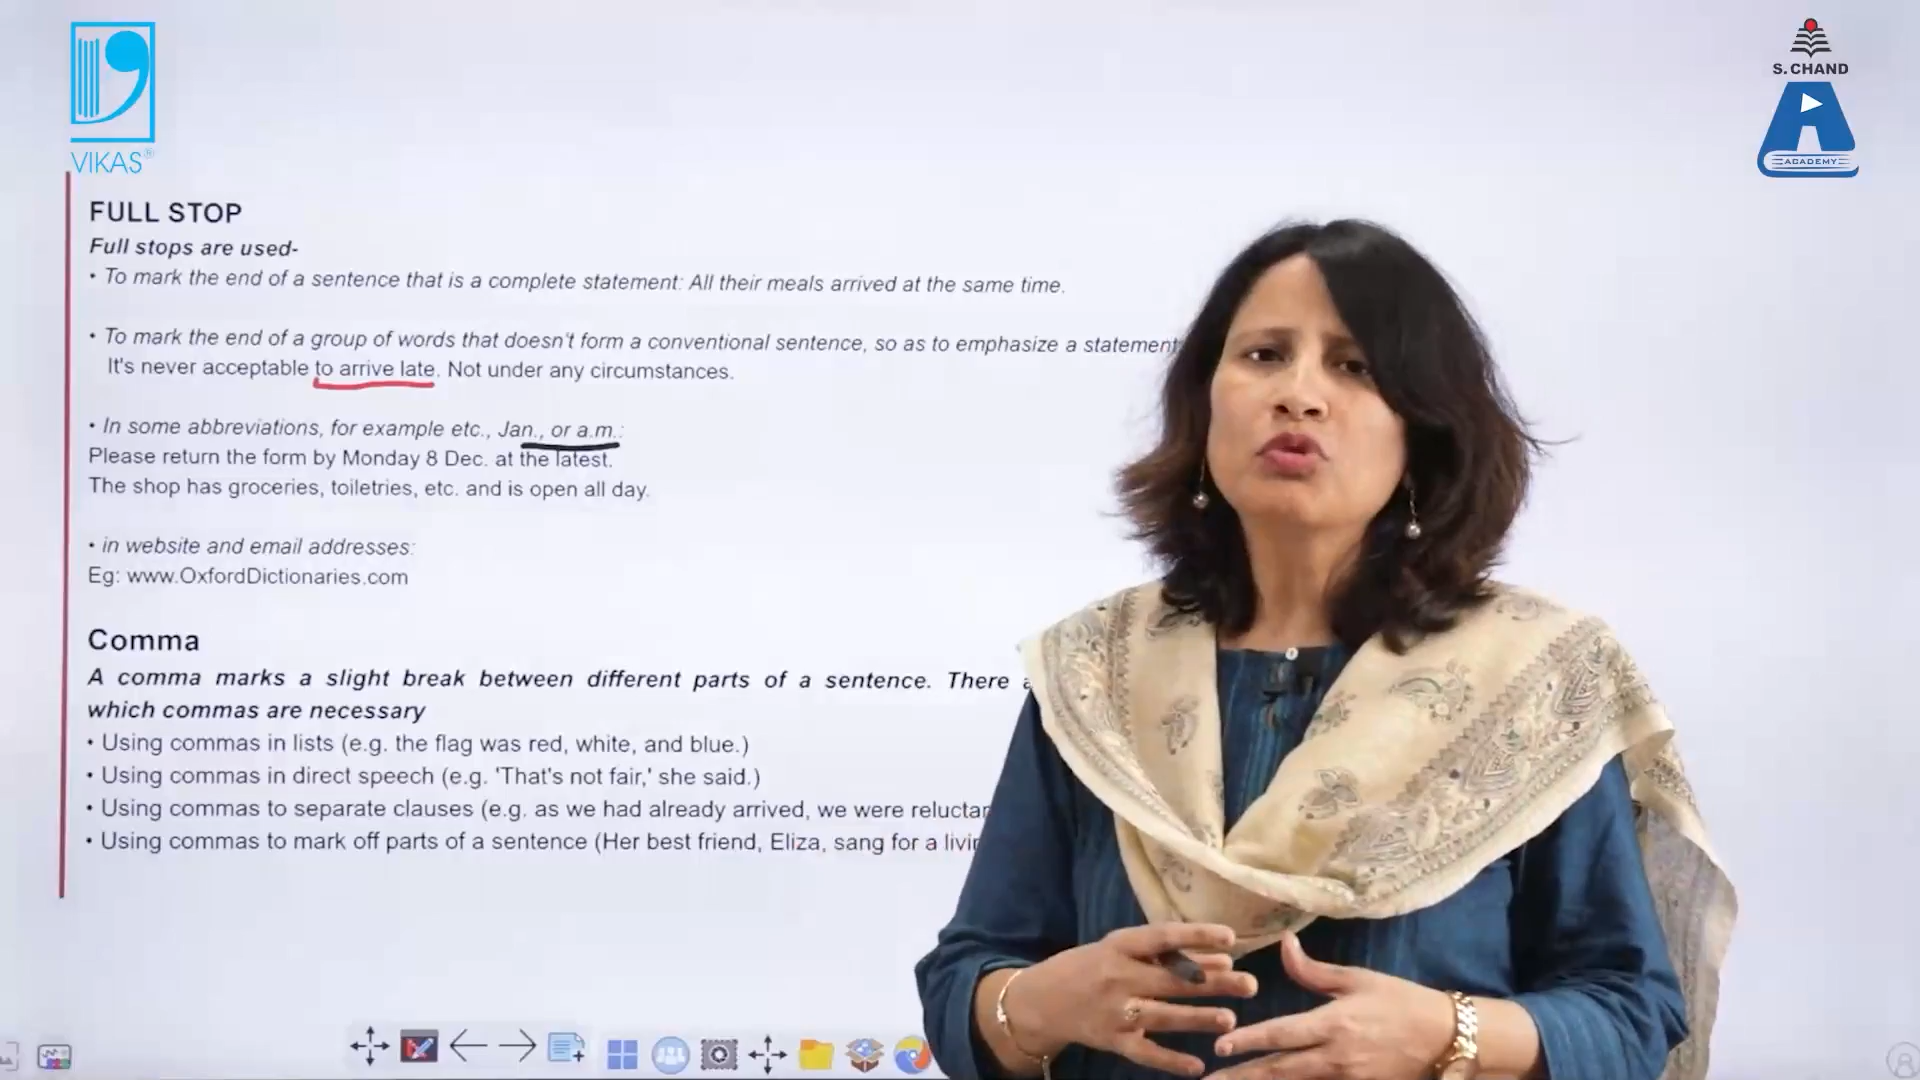 VIKAS®
S. CHAND
ACADEMY
FULL STOP
Full stops are used-
• To mark the end of a sentence that is a complete statement: All their meals arrived at the same time.
• To mark the end of a group of words that doesn't form a conventional sentence, so as to emphasize a statement
It's never acceptable to arrive late. Not under any circumstances.
• In some abbreviations, for example etc., Jan., or a.m.:
Please return the form by Monday 8 Dec. at the latest.
The shop has groceries, toiletries, etc. and is open all day.
• in website and email addresses:
Eg: www.OxfordDictionaries.com
Comma
A comma marks a slight break between different parts of a sentence. There
which commas are necessary
• Using commas in lists (e.g. the flag was red, white, and blue.)
• Using commas in direct speech (e.g. 'That's not fair,' she said.)
• Using commas to separate clauses (e.g. as we had already arrived, we were
• Using commas to mark off parts of a sentence (Her best friend, Eliza, sang for a